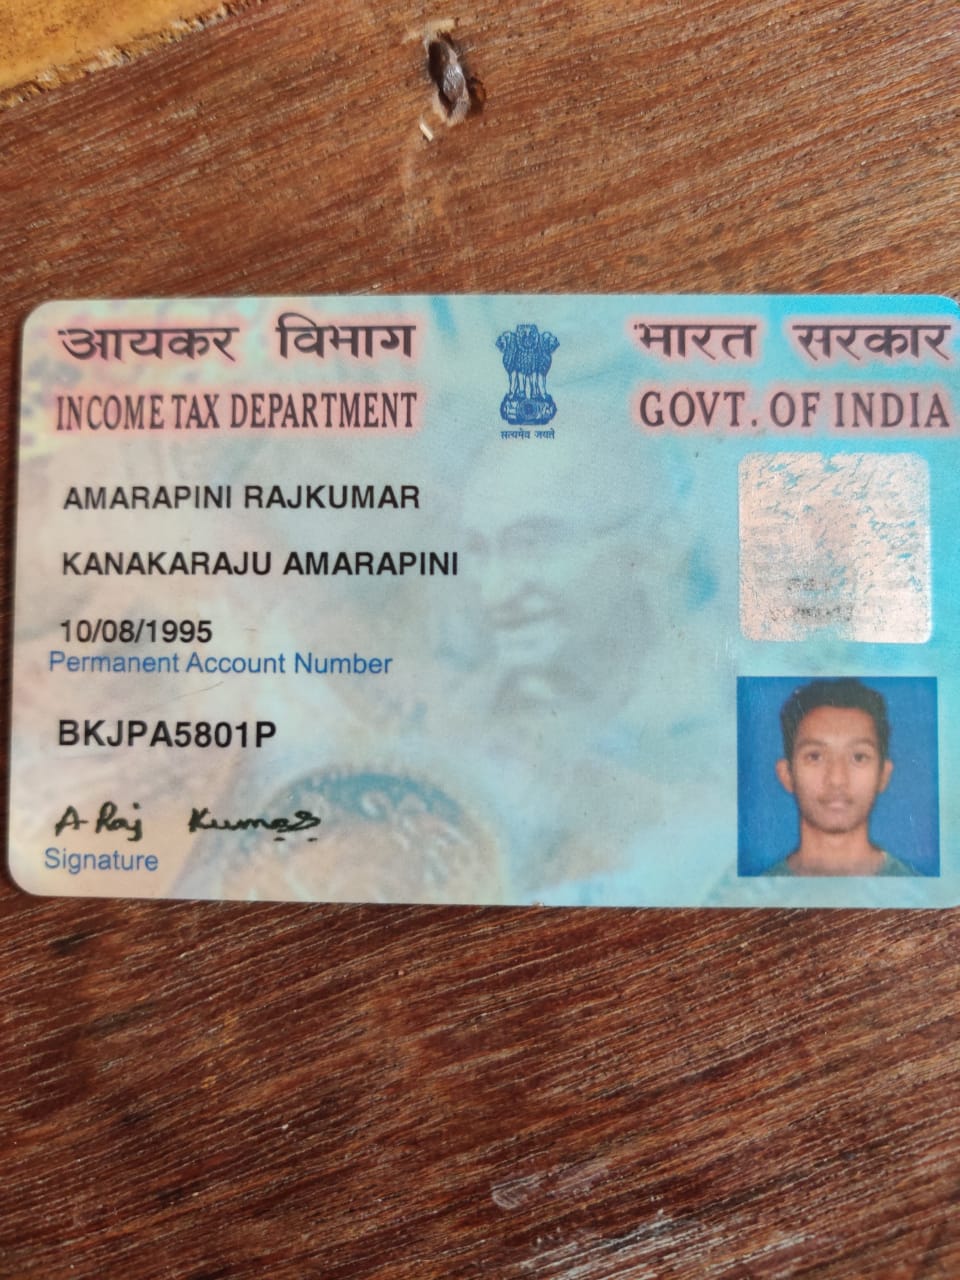 आयकर विभाग
INCOME TAX DEPARTMENT
सत्यमेव जयते
भारत सरकार
GOVT. OF INDIA
AMARAPINI RAJKUMAR
KANAKARAJU AMARAPINI
10/08/1995
Permanent Account Number
BKJPA5801P
A Raj Kumar
Signature